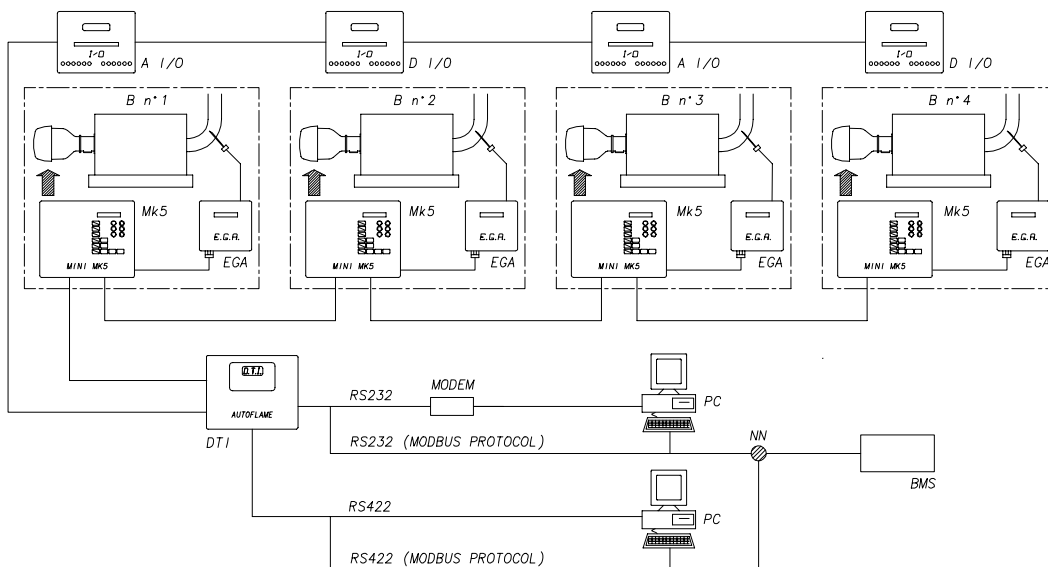 I/O
A I/O
I/O
D I/O
I/O
A I/O
I/O
D I/O
B n° 1
B n° 2
B n° 3
B n° 4
Mk5
E.G.A.
MINI MK5
EGA
Mk5
E.G.A.
MINI MK5
EGA
Mk5
E.G.A.
MINI MK5
EGA
Mk5
E.G.A.
MINI MK5
EGA
D.T.I.
AUTOFLAME
DTI
RS232
MODEM
PC
RS232 (MODBUS PROTOCOL)
NN
BMS
RS422
PC
RS422 (MODBUS PROTOCOL)